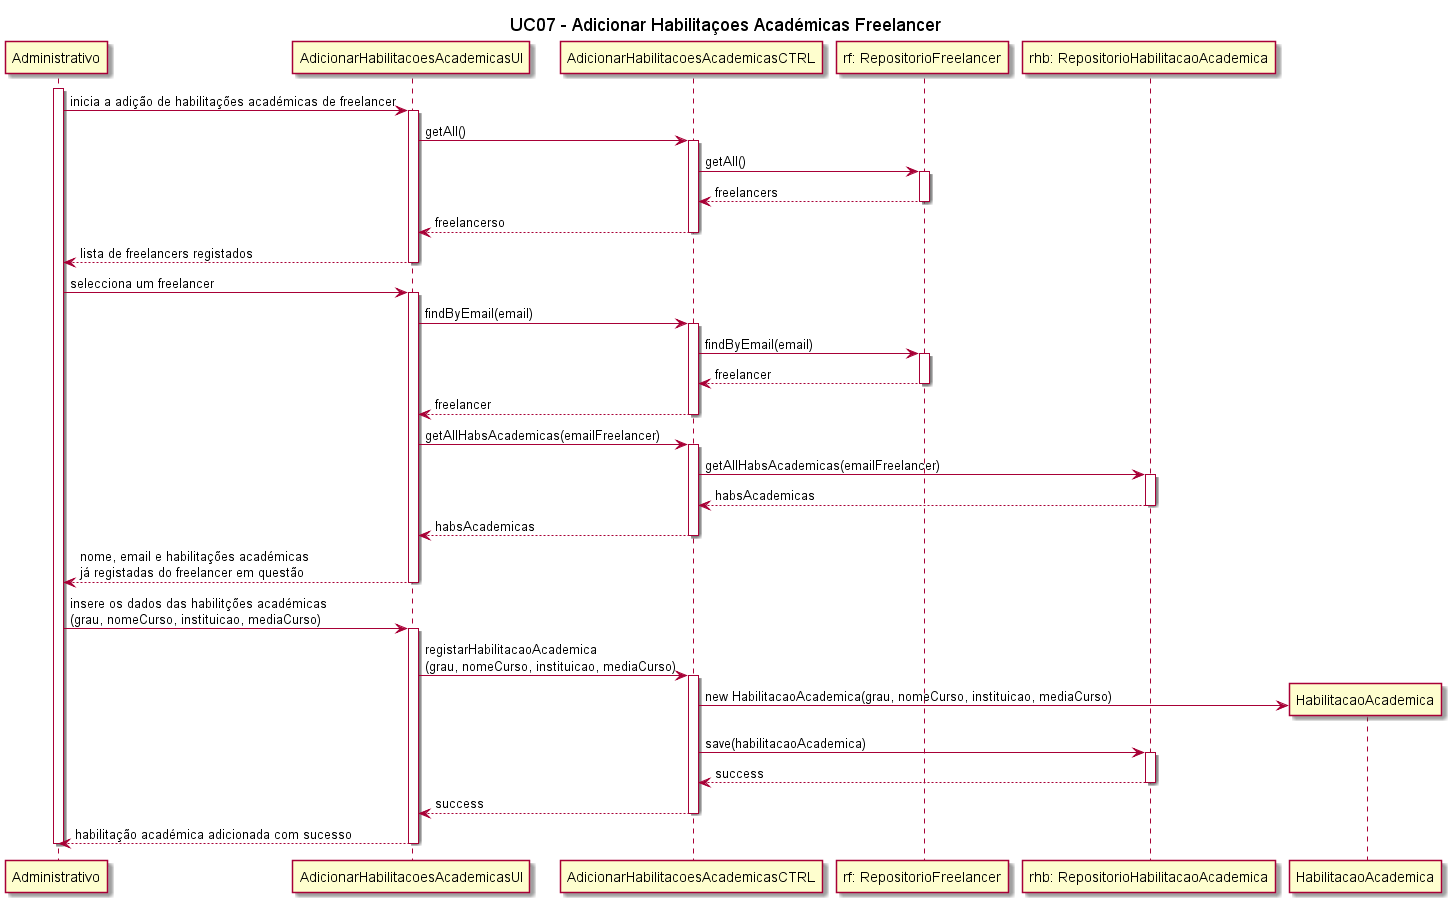 UC07 - Adicionar Habilitaçoes Académicas Freelancer
Administrativo
AdicionarHabilitacoesAcademicasUI
AdicionarHabilitacoesAcademicasCTRL
rf: RepositorioFreelancer
rhb: RepositorioHabilitacaoAcademica
inicia a adição de habilitações académicas de freelancer
getAll()
getAll()
freelancers
freelancerso
lista de freelancers registados
selecciona um freelancer
findByEmail(email)
findByEmail(email)
freelancer
freelancer
getAllHabsAcademicas(emailFreelancer)
getAllHabsAcademicas(emailFreelancer)
habsAcademicas
habsAcademicas
nome, email e habilitações académicas
já registadas do freelancer em questão
insere os dados das habilitções académicas
(grau, nomeCurso, instituicao, mediaCurso)
registarHabilitacaoAcademica
(grau, nomeCurso, instituicao, mediaCurso)
new HabilitacaoAcademica(grau, nomeCurso, instituicao, mediaCurso)
HabilitacaoAcademica
save(habilitacaoAcademica)
success
success
habilitação académica adicionada com sucesso
Administrativo
AdicionarHabilitacoesAcademicasUI
AdicionarHabilitacoesAcademicasCTRL
rf: RepositorioFreelancer
rhb: RepositorioHabilitacaoAcademica
HabilitacaoAcademica